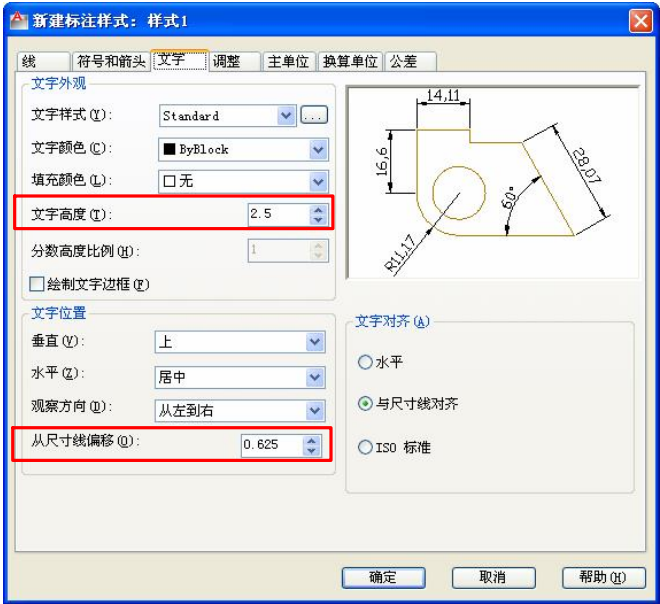 新建标注样式: 样式1
线 符号和箭头 文字 调整 主单位 换算单位 公差
文字外观
文字样式(Y): Standard ...
文字颜色(C): ByBlock
填充颜色(L): 无
文字高度(T): 2.5
分数高度比例(H): 1
绘制文字边框(F)
文字位置
垂直(V): 上
水平(Z): 居中
观察方向(D): 从左到右
从尺寸线偏移(O): 0.625
14,11
16,6
28,07
60°
R11,17
文字对齐(A)
水平
与尺寸线对齐
ISO 标准
确定 取消 帮助(H)